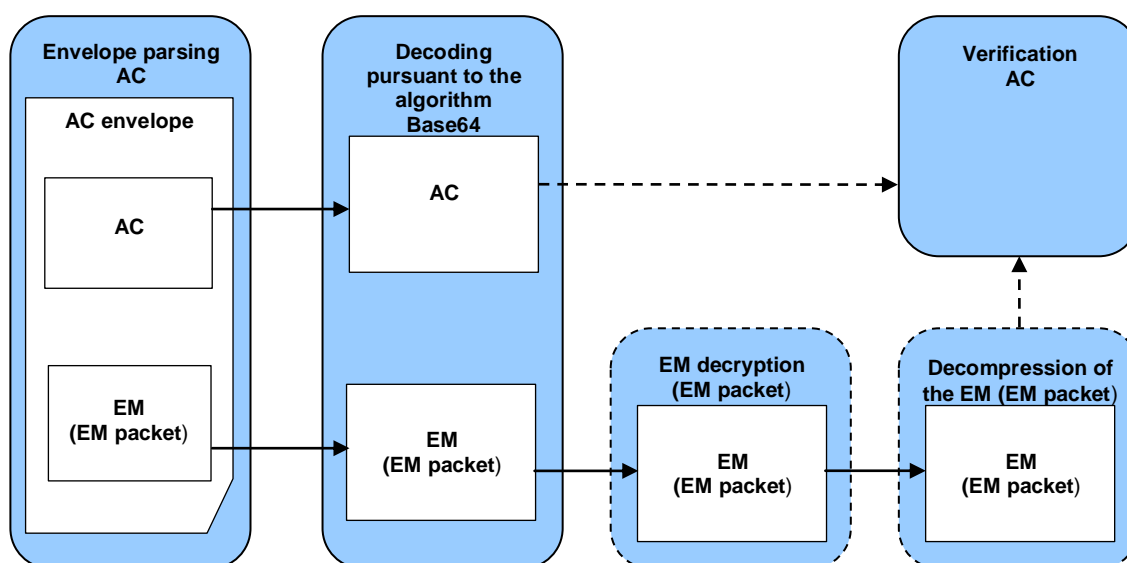 Envelope parsing
AC
AC envelope
AC
EM
(EM packet)
Decoding
pursuant to the
algorithm
Base64
AC
EM
(EM packet)
EM decryption
(EM packet)
EM
(EM packet)
Verification
AC
Decompression of
the EM (EM packet)
EM
(EM packet)